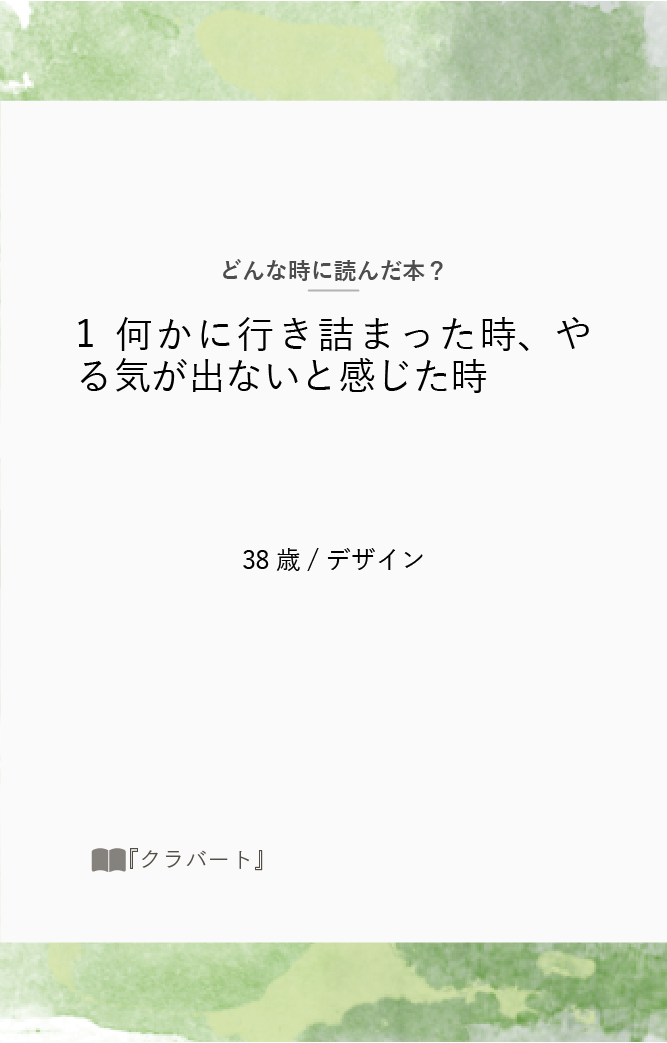 どんな時に読んだ本？
1 何かに行き詰まった時、や
る気が出ないと感じた時
38 歳 / デザイン
『クラバート』